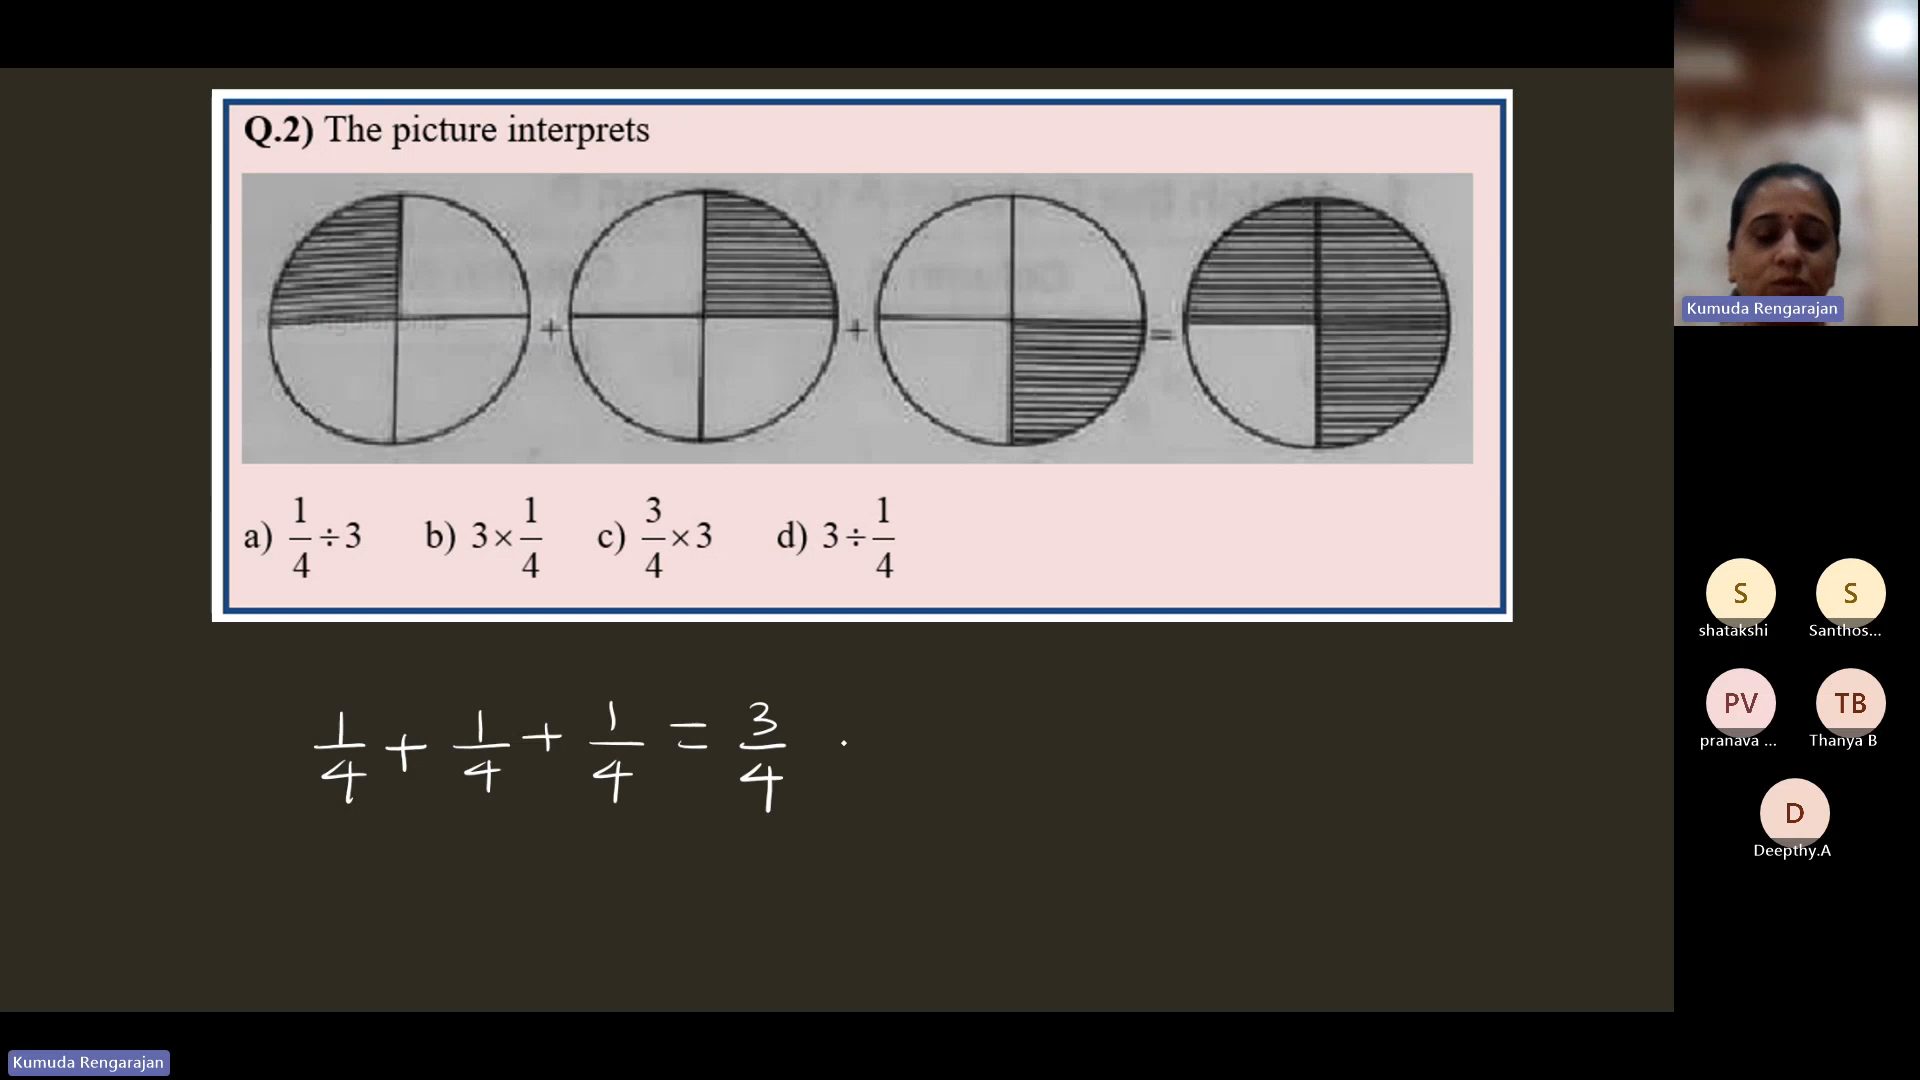 Q.2) The picture interprets
+ + =
a) 1/4 ÷ 3 b) 3 × 1/4 c) 3/4 × 3 d) 3 ÷ 1/4
1/4 + 1/4 + 1/4 = 3/4 .
Kumuda Rengarajan
S S
shatakshi Santhos...
PV TB
pranava ... Thanya B
D
Deepthy.A
Kumuda Rengarajan